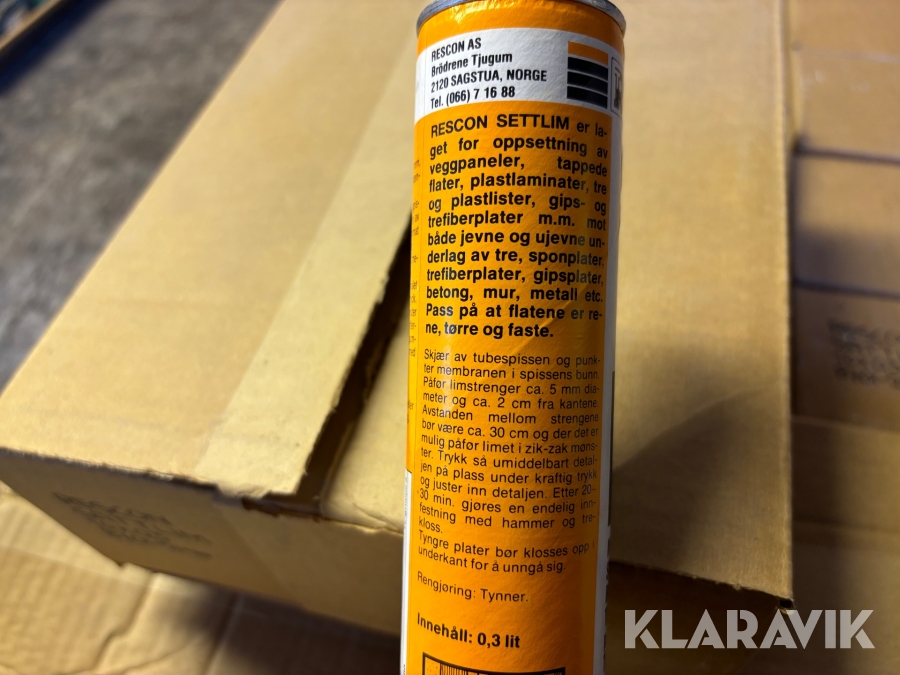 RESCON AS
Brödrene Tjugum
2120 SAGSTUA, NORGE
Tel. (066) 7 16 88
RESCON SETTLIM er la-
get for oppsettning av
veggpaneler, tappede
flater, plastlaminater, tre
og plastlister, gips- og
trefiberplater m.m. mot
både jevne og ujevne un-
derlag av tre, sponplater,
trefiberplater, gipsplater,
betong, mur, metall etc.
Pass på at flatene er re-
ne, tørre og faste.
Skjær av tubespissen og punk-
ter membranen i spissens bunn.
Påfør limstrenger ca. 5 mm dia-
meter og ca. 2 cm fra kantene.
Avstanden mellom strengene
bør være ca. 30 cm og der det er
mulig påfør limet i zik-zak møns-
ter. Trykk så umiddelbart detal-
jen på plass under kraftig trykk
og juster inn detaljen. Etter 20-
-30 min. gjøres en endelig inn-
festning med hammer og tre-
kloss.
Tyngre plater bør klosses opp i
underkant for å unngå sig.
Rengjøring: Tynner.
Innehåll: 0,3 lit
RESCON
KLARAVIK